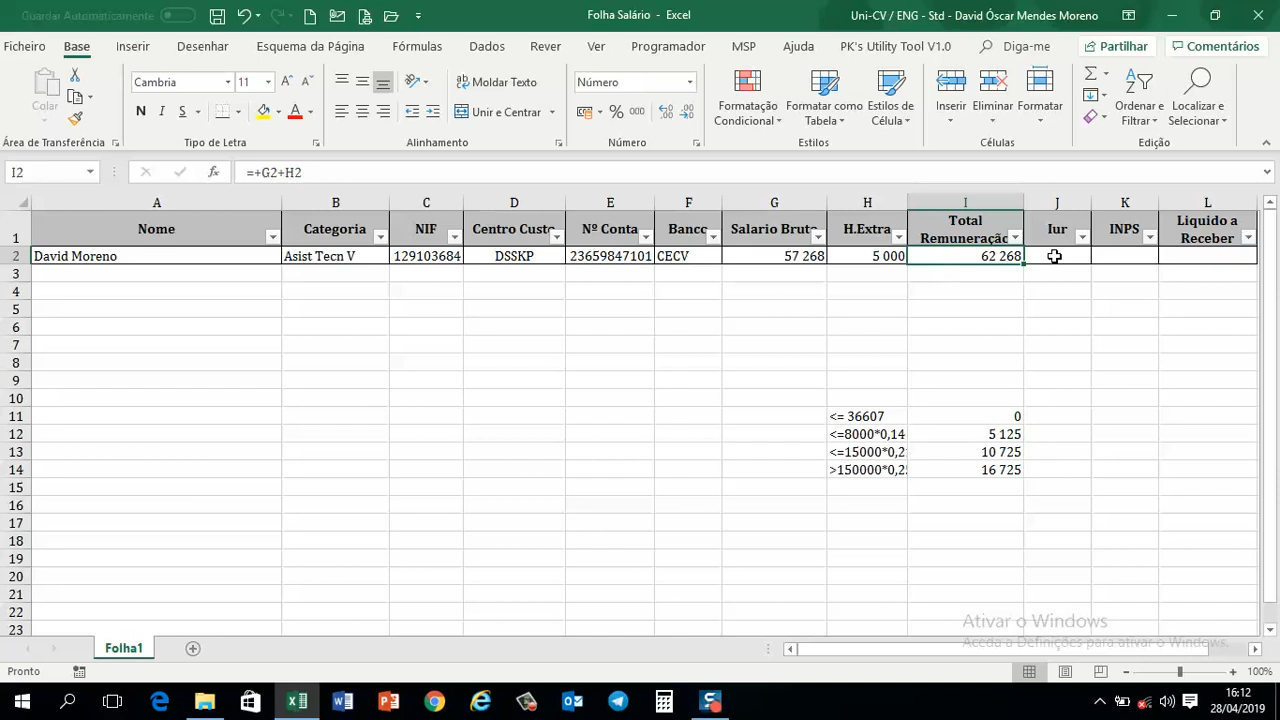 Guardar Automaticamente
Folha Salário - Excel
Uni-CV / ENG - Std - David Óscar Mendes Moreno
Ficheiro Base Inserir Desenhar Esquema da Página Fórmulas Dados Rever Ver Programador MSP Ajuda PK's Utility Tool V1.0 Diga-me Partilhar Comentários
Colar
Cambria 11
N I S
Moldar Texto
Unir e Centrar
Número
% 000
Formatação Condicional
Formatar como Tabela
Estilos de Célula
Inserir Eliminar Formatar
Ordenar e Filtrar
Localizar e Selecionar
Área de Transferência Tipo de Letra Alinhamento Número Estilos Células Edição
I2 fx =+G2+H2
A B C D E F G H I J K L
1 Nome Categoria NIF Centro Custo Nº Conta Banco Salario Bruto H.Extra Total Remuneração Iur INPS Liquido a Receber
2 David Moreno Asist Tecn V 129103684 DSSKP 23659847101 CECV 57 268 5 000 62 268
3
4
5
6
7
8
9
10
11 <= 36607 0
12 <=8000*0,14 5 125
13 <=15000*0,2 10 725
14 >150000*0,2 16 725
15
16
17
18
19
20
21
22
23
Ativar o Windows
Aceda a Definições para ativar o Windows.
Folha1
Pronto
100%
16:12
28/04/2019